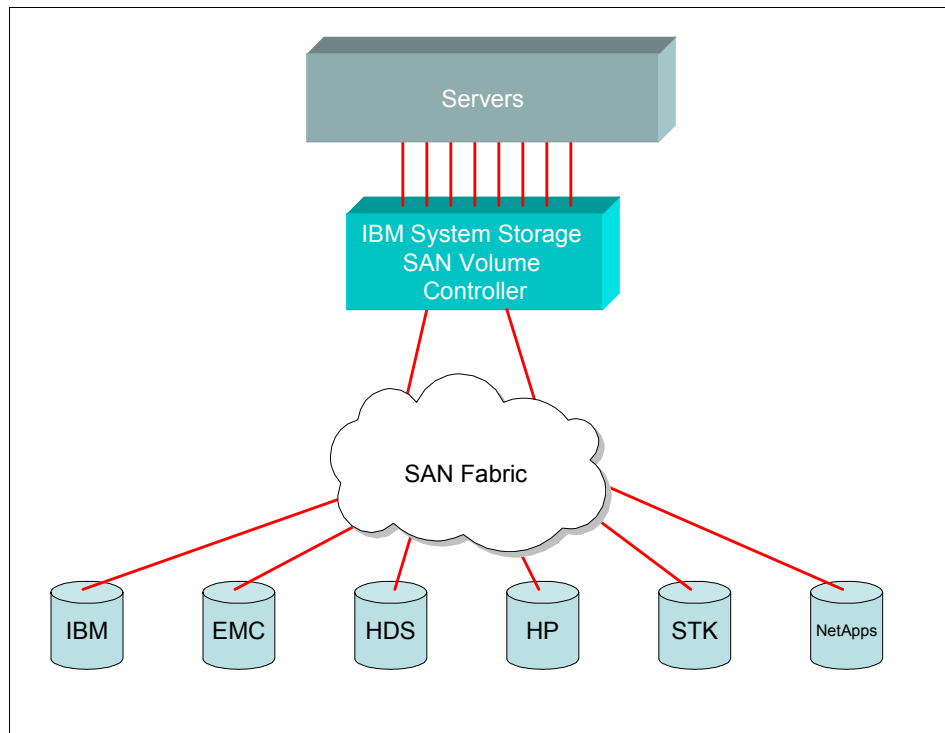 Servers
IBM System Storage
SAN Volume
Controller
SAN Fabric
IBM
EMC
HDS
HP
STK
NetApps